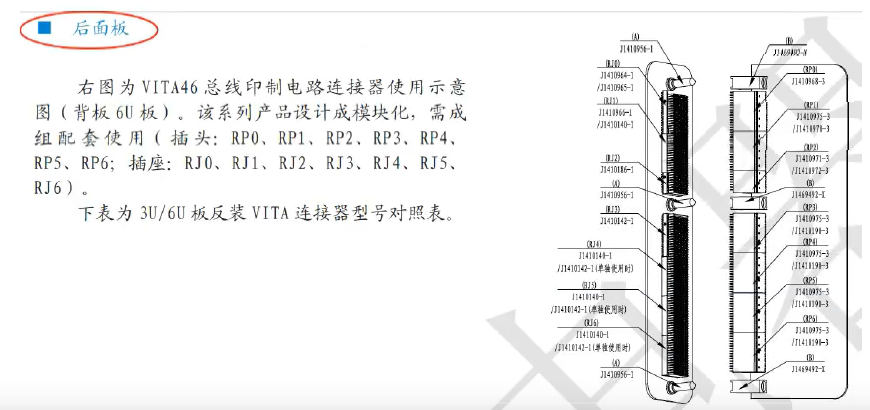 ■ 后面板
右图为VITA46总线印制电路连接器使用示意
图(背板6U板)。该系列产品设计成模块化,需成
组配套使用(插头:RP0、RP1、RP2、RP3、RP4、
RP5、RP6;插座:RJ0、RJ1、RJ2、RJ3、RJ4、RJ5、
RJ6)。
下表为3U/6U板反装VITA连接器型号对照表。
(A)
J1410956-1
(RJ0)
J1410964-1
/J1410965-1
(RJ1)
J1410966-1
/J1410140-1
(RJ2)
J1410186-1
(A)
J1410956-1
(RJ3)
J1410142-1
(RJ4)
J1410140-1
/J1410142-1(单独使用时)
(RJ5)
J1410140-1
/J1410142-1(单独使用时)
(RJ6)
J1410140-1
/J1410142-1(单独使用时)
(A)
J1410956-1
(B)
J1469492-X
(RP0)
J1410968-3
(RP1)
J1410975-3
/J1410970-3
(RP2)
J1410971-3
/J1410972-3
(B)
J1469492-X
(RP3)
J1410975-3
/J1410190-3
(RP4)
J1410975-3
/J1410190-3
(RP5)
J1410975-3
/J1410190-3
(RP6)
J1410975-3
/J1410190-3
(B)
J1469492-X